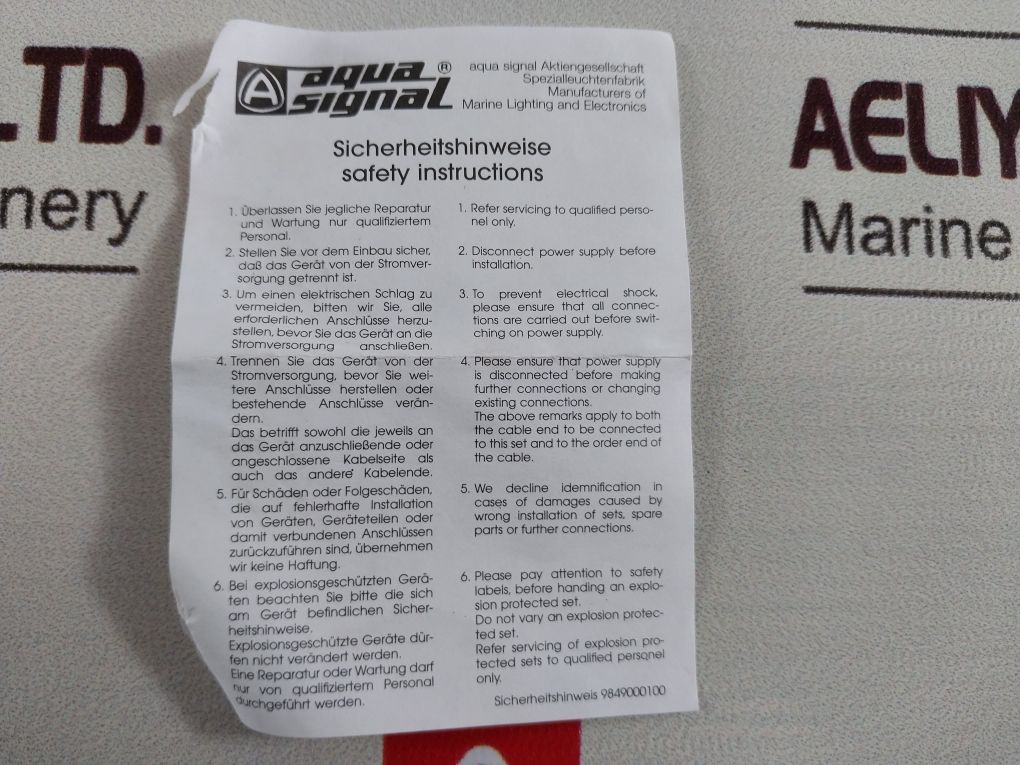 LTD.
nery
AELIY
Marine
aqua
signal ®
aqua signal Aktiengesellschaft
Spezialleuchtenfabrik
Manufacturers of
Marine Lighting and Electronics
Sicherheitshinweise
safety instructions
1. Überlassen Sie jegliche Reparatur
und Wartung nur qualifiziertem
Personal.
2. Stellen Sie vor dem Einbau sicher,
daß das Gerät von der Stromver-
sorgung getrennt ist.
3. Um einen elektrischen Schlag zu
vermeiden, bitten wir Sie, alle
erforderlichen Anschlüsse herzu-
stellen, bevor Sie das Gerät an die
Stromversorgung anschließen.
4. Trennen Sie das Gerät von der
Stromversorgung, bevor Sie wei-
tere Anschlüsse herstellen oder
bestehende Anschlüsse verän-
dern.
Das betrifft sowohl die jeweils an
das Gerät anzuschließende oder
angeschlossene Kabelseite als
auch das andere Kabelende.
5. Für Schäden oder Folgeschäden,
die auf fehlerhafte Installation
von Geräten, Geräteteilen oder
damit verbundenen Anschlüssen
zurückzuführen sind, übernehmen
wir keine Haftung.
6. Bei explosionsgeschützten Gerä-
ten beachten Sie bitte die sich
am Gerät befindlichen Sicher-
heitshinweise.
Explosionsgeschützte Geräte dür-
fen nicht verändert werden.
Eine Reparatur oder Wartung darf
nur von qualifiziertem Personal
durchgeführt werden.
1. Refer servicing to qualified perso-
nel only.
2. Disconnect power supply before
installation.
3. To prevent electrical shock,
please ensure that all connec-
tions are carried out before swit-
ching on power supply.
4. Please ensure that power supply
is disconnected before making
further connections or changing
existing connections.
The above remarks apply to both
the cable end to be connected
to this set and to the order end of
the cable.
5. We decline idemnification in
cases of damages caused by
wrong installation of sets, spare
parts or further connections.
6. Please pay attention to safety
labels, before handing an explo-
sion protected set.
Do not vary an explosion protec-
ted set.
Refer servicing of explosion pro-
tected sets to qualified personel
only.
Sicherheitshinweis 9849000100